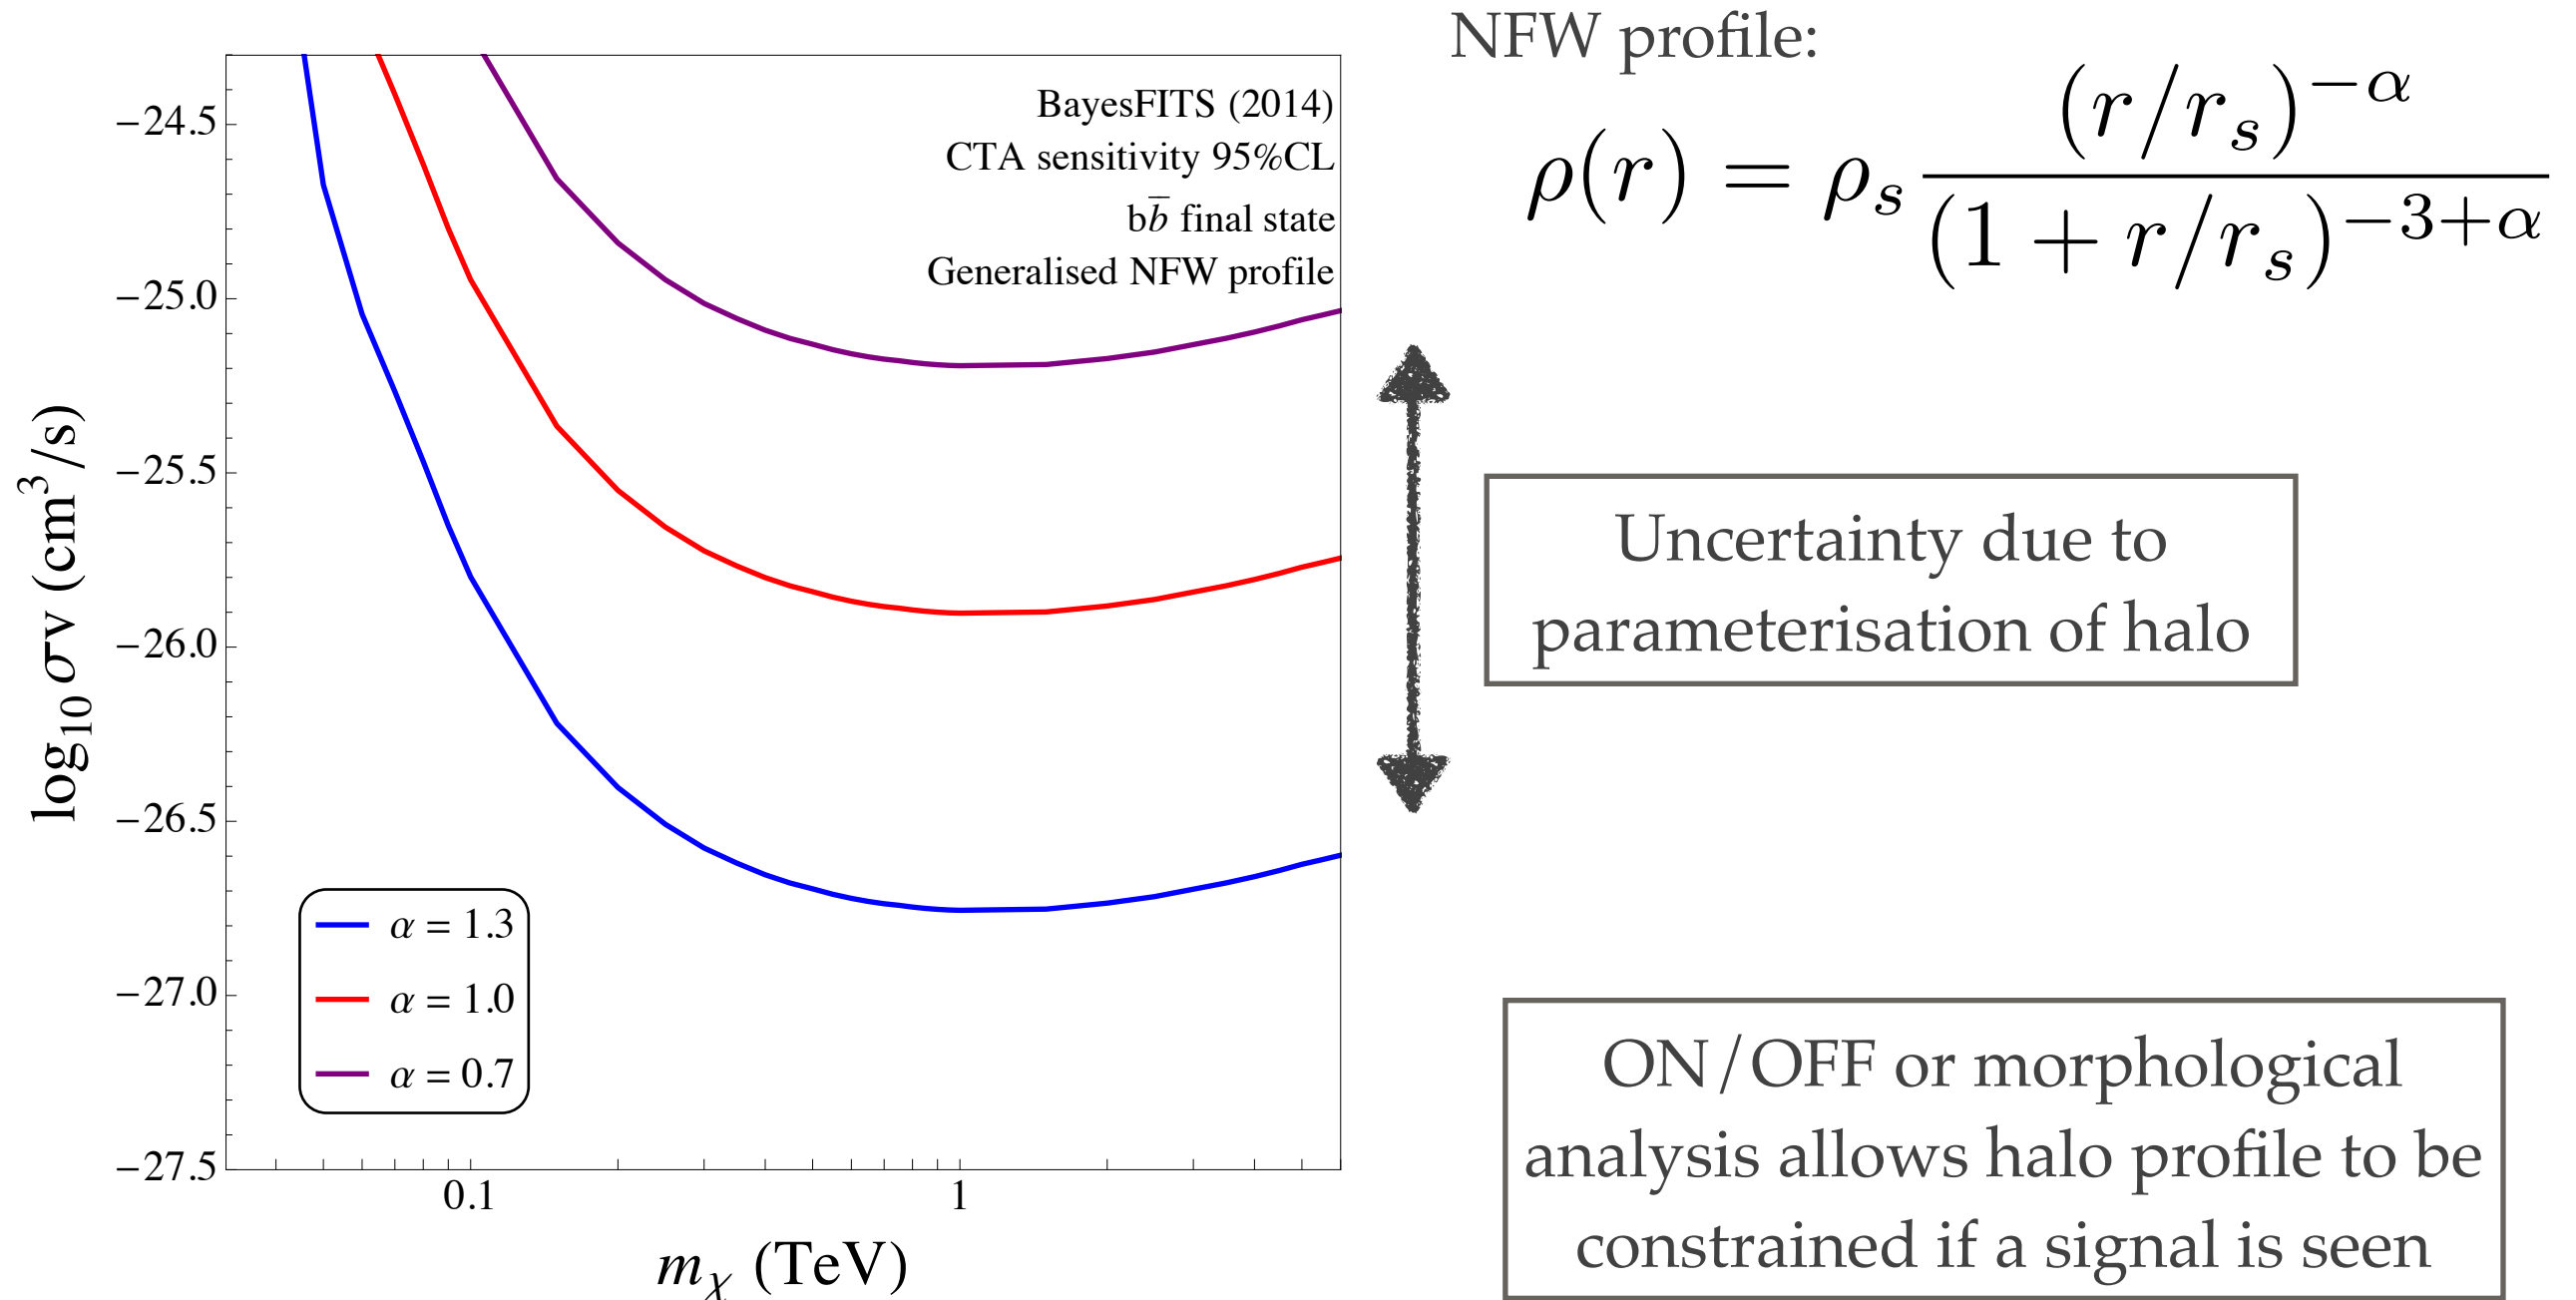 NFW profile:
ρ(r) = ρ_s (r/r_s)^{−α} / (1 + r/r_s)^{−3+α}
BayesFITS (2014)
CTA sensitivity 95%CL
bb̄ final state
Generalised NFW profile
−24.5
−25.0
−25.5
−26.0
−26.5
−27.0
−27.5
log₁₀ σv (cm³/s)
α = 1.3
α = 1.0
α = 0.7
0.1 1
m_χ (TeV)
Uncertainty due to
parameterisation of halo
ON/OFF or morphological
analysis allows halo profile to be
constrained if a signal is seen